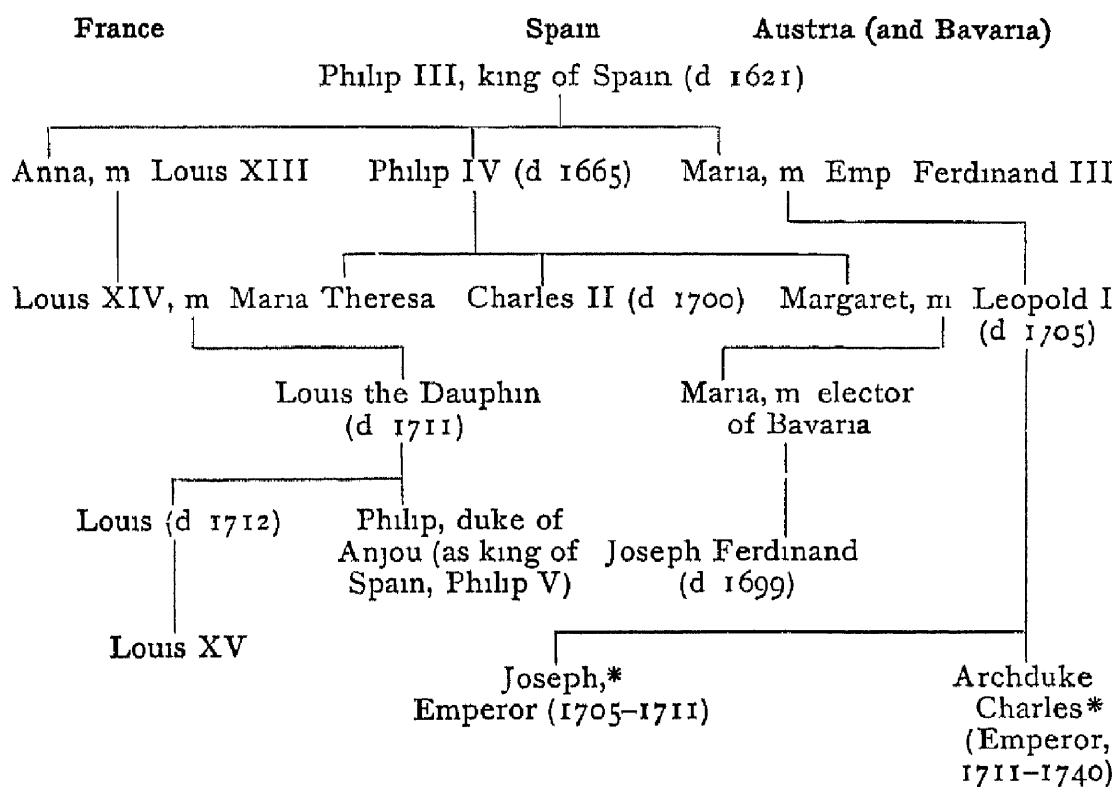 France Spain Austria (and Bavaria)
Philip III, king of Spain (d 1621)
Anna, m Louis XIII Philip IV (d 1665) Maria, m Emp Ferdinand III
Louis XIV, m Maria Theresa Charles II (d 1700) Margaret, m Leopold I
(d 1705)
Louis the Dauphin
(d 1711)
Maria, m elector
of Bavaria
Louis (d 1712)
Philip, duke of
Anjou (as king of
Spain, Philip V)
Joseph Ferdinand
(d 1699)
Louis XV
Joseph,*
Emperor (1705–1711)
Archduke
Charles*
(Emperor,
1711–1740)